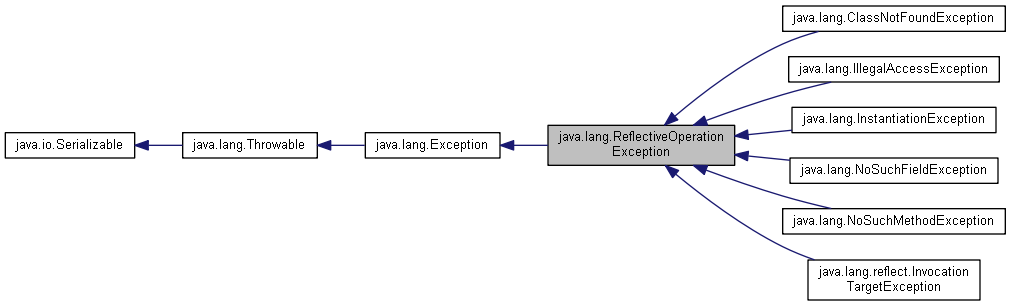 java.io.Serializable
java.lang.Throwable
java.lang.Exception
java.lang.ReflectiveOperation
Exception
java.lang.ClassNotFoundException
java.lang.IllegalAccessException
java.lang.InstantiationException
java.lang.NoSuchFieldException
java.lang.NoSuchMethodException
java.lang.reflect.Invocation
TargetException